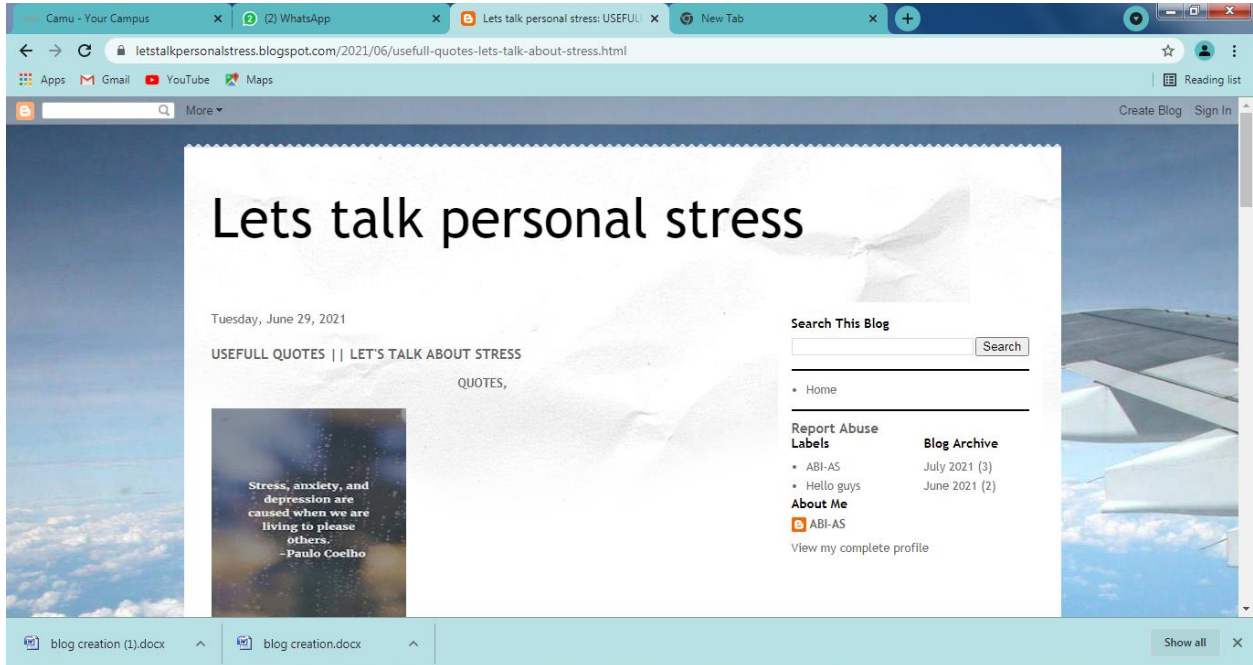 Camu - Your Campus
2 (2) WhatsApp
Lets talk personal stress: USEFUL
New Tab
letstalkpersonalstress.blogspot.com/2021/06/usefull-quotes-lets-talk-about-stress.html
Apps
Gmail
YouTube
Maps
Reading list
More
Create Blog
Sign In
Lets talk personal stress
Tuesday, June 29, 2021
USEFULL QUOTES || LET'S TALK ABOUT STRESS
QUOTES,
Stress, anxiety, and
depression are
caused when we are
living to please
others.
-Paulo Coelho
Search This Blog
Search
• Home
Report Abuse
Labels
• ABI-AS
• Hello guys
Blog Archive
July 2021 (3)
June 2021 (2)
About Me
ABI-AS
View my complete profile
blog creation (1).docx
blog creation.docx
Show all